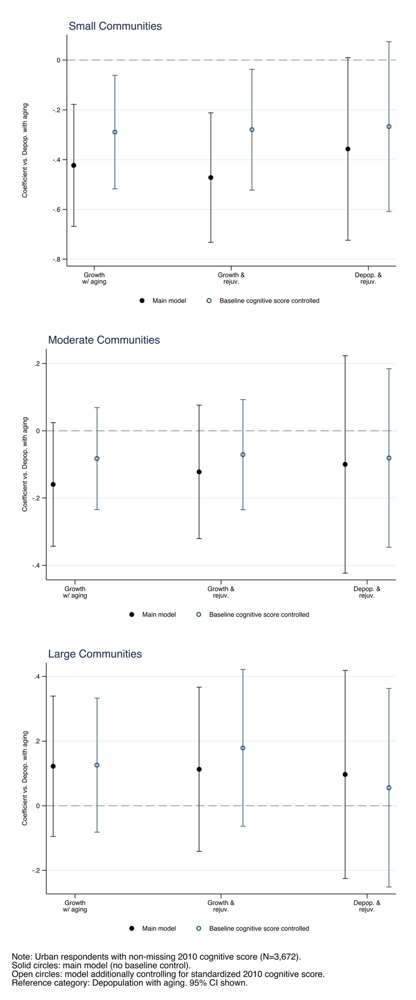 Small Communities
Coefficient vs. Depop. with aging
0
-.2
-.4
-.6
-.8
Growth
w/ aging
Growth &
rejuv.
Depop. &
rejuv.
Main model
Baseline cognitive score controlled
Moderate Communities
Coefficient vs. Depop. with aging
.2
0
-.2
-.4
Growth
w/ aging
Growth &
rejuv.
Depop. &
rejuv.
Main model
Baseline cognitive score controlled
Large Communities
Coefficient vs. Depop. with aging
.4
.2
0
-.2
Growth
w/ aging
Growth &
rejuv.
Depop. &
rejuv.
Main model
Baseline cognitive score controlled
Note: Urban respondents with non-missing 2010 cognitive score (N=3,672).
Solid circles: main model (no baseline control).
Open circles: model additionally controlling for standardized 2010 cognitive score.
Reference category: Depopulation with aging. 95% CI shown.